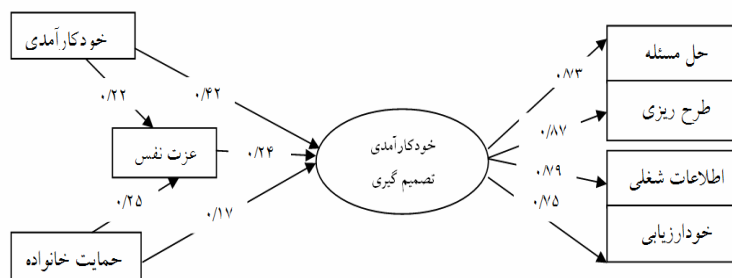 خودکارآمدی
حل مسئله
۰/۷۳
۰/۴۲
۰/۲۲
طرح ریزی
۰/۸۷
عزت نفس
۰/۲۴
خودکارآمدی
تصمیم گیری
اطلاعات شغلی
۰/۷۹
۰/۲۵
۰/۱۷
۰/۷۵
خودارزیابی
حمایت خانواده